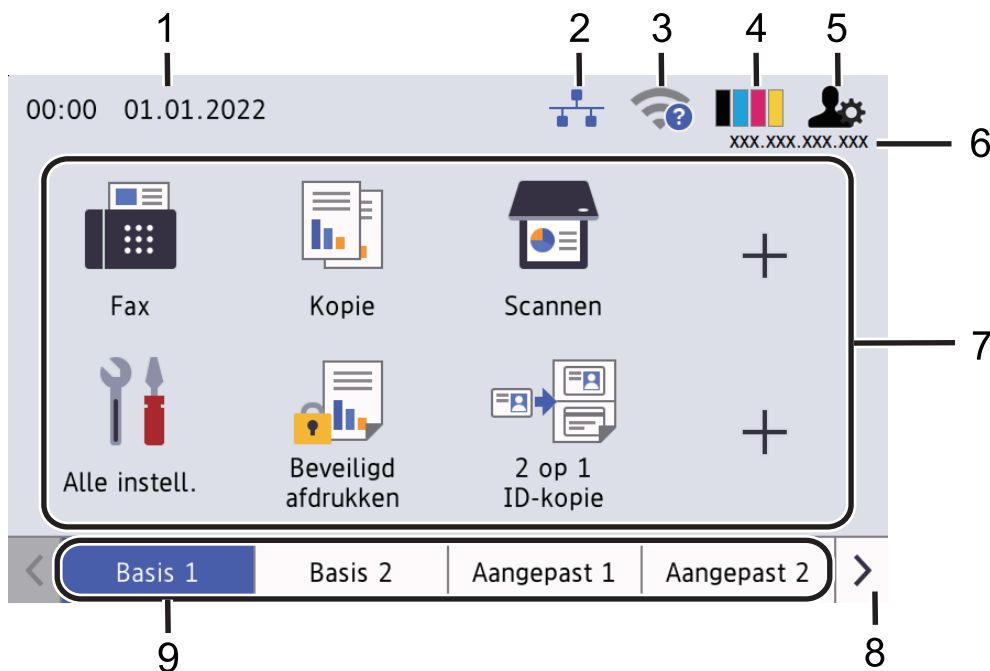 1 2 3 4 5
00:00 01.01.2022
?
XXX.XXX.XXX.XXX 6
Fax Kopie Scannen
7
Alle instell. Beveiligd afdrukken 2 op 1 ID-kopie
Basis 1 Basis 2 Aangepast 1 Aangepast 2
9 8